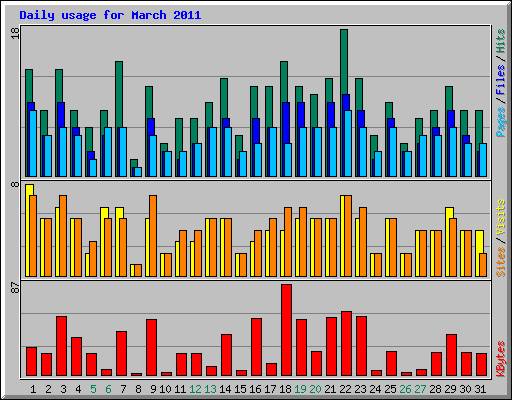 Daily usage for March 2011
18
Pages / Files / Hits
8
Sites / Visits
87
KBytes
1 2 3 4 5 6 7 8 9 10 11 12 13 14 15 16 17 18 19 20 21 22 23 24 25 26 27 28 29 30 31